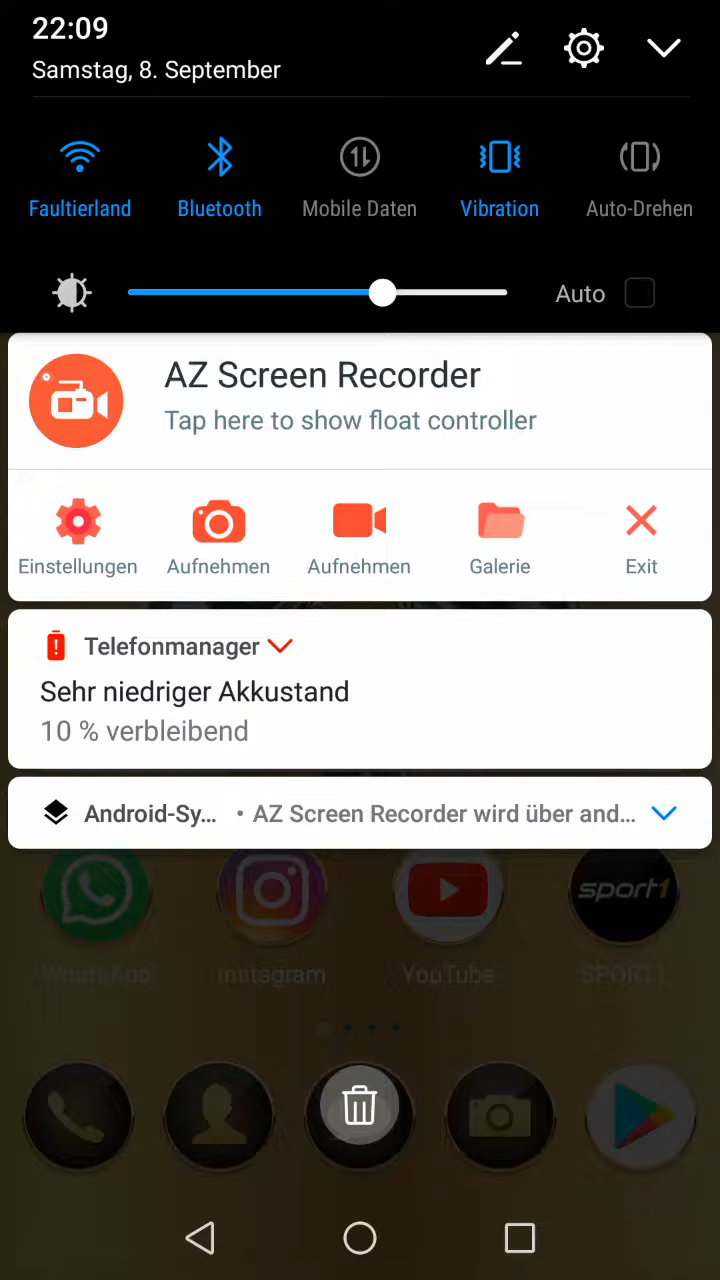 22:09
Samstag, 8. September
Faultierland
Bluetooth
Mobile Daten
Vibration
Auto-Drehen
Auto
AZ Screen Recorder
Tap here to show float controller
Einstellungen
Aufnehmen
Aufnehmen
Galerie
Exit
Telefonmanager
Sehr niedriger Akkustand
10 % verbleibend
Android-Sy... • AZ Screen Recorder wird über and...
sport1
WhatsApp
Instagram
YouTube
SPORT1